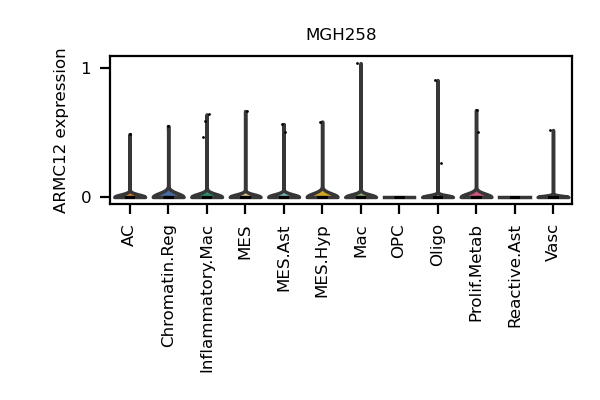 MGH258
ARMC12 expression
1
0
AC
Chromatin.Reg
Inflammatory.Mac
MES
MES.Ast
MES.Hyp
Mac
OPC
Oligo
Prolif.Metab
Reactive.Ast
Vasc